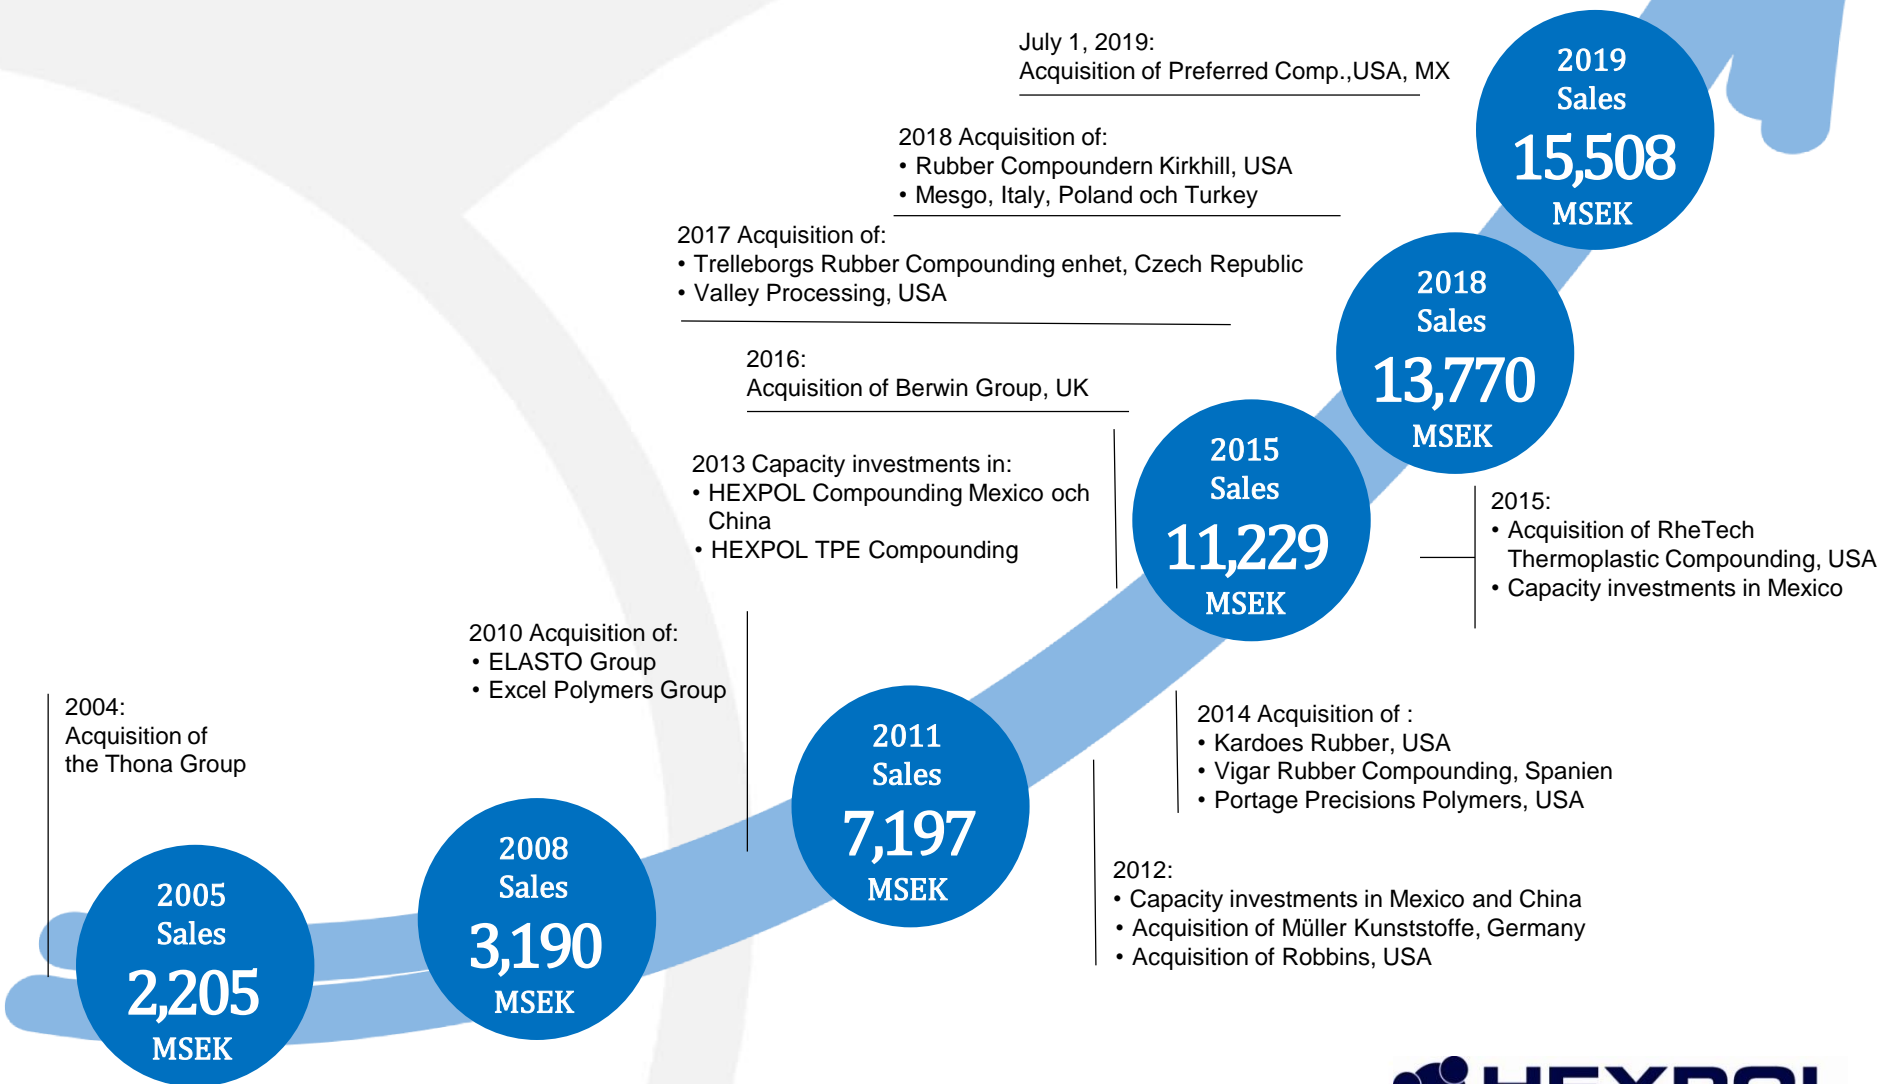 July 1, 2019:
Acquisition of Preferred Comp.,USA, MX
2018 Acquisition of:
• Rubber Compoundern Kirkhill, USA
• Mesgo, Italy, Poland och Turkey
2017 Acquisition of:
• Trelleborgs Rubber Compounding enhet, Czech Republic
• Valley Processing, USA
2016:
Acquisition of Berwin Group, UK
2013 Capacity investments in:
• HEXPOL Compounding Mexico och
China
• HEXPOL TPE Compounding
2010 Acquisition of:
• ELASTO Group
• Excel Polymers Group
2004:
Acquisition of
the Thona Group
2005
Sales
2,205
MSEK
2008
Sales
3,190
MSEK
2011
Sales
7,197
MSEK
2015
Sales
11,229
MSEK
2018
Sales
13,770
MSEK
2019
Sales
15,508
MSEK
2015:
• Acquisition of RheTech
Thermoplastic Compounding, USA
• Capacity investments in Mexico
2014 Acquisition of :
• Kardoes Rubber, USA
• Vigar Rubber Compounding, Spanien
• Portage Precisions Polymers, USA
2012:
• Capacity investments in Mexico and China
• Acquisition of Müller Kunststoffe, Germany
• Acquisition of Robbins, USA
HEXPOL